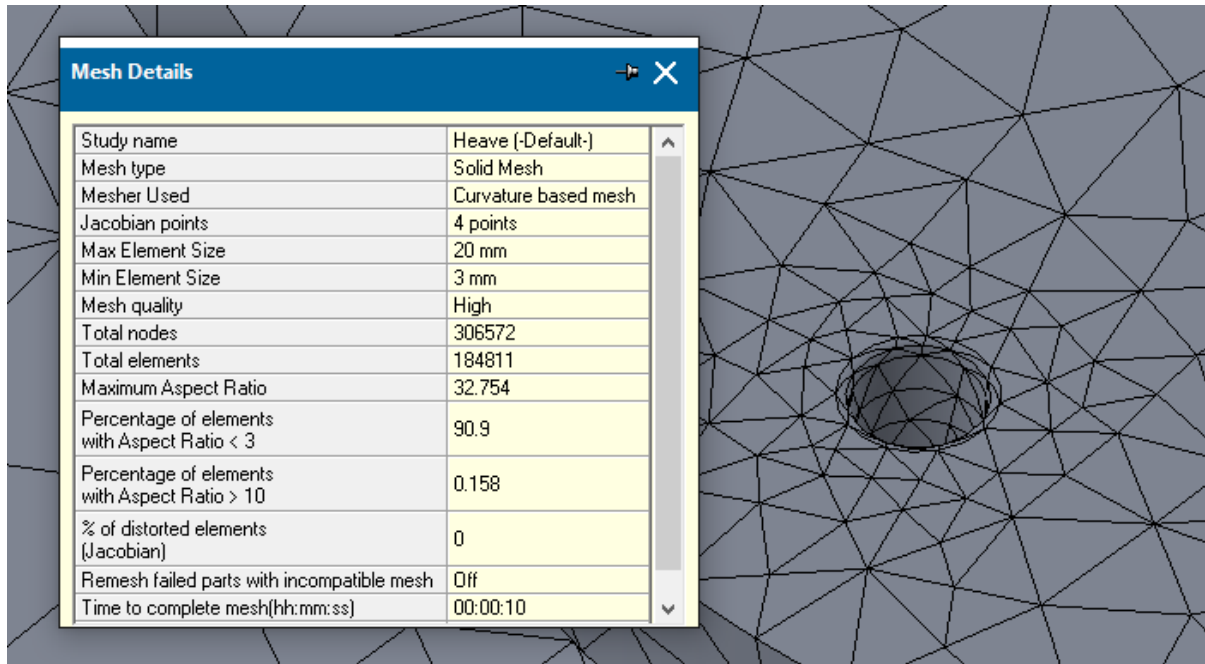 Mesh Details
Study name Heave (-Default-)
Mesh type Solid Mesh
Mesher Used Curvature based mesh
Jacobian points 4 points
Max Element Size 20 mm
Min Element Size 3 mm
Mesh quality High
Total nodes 306572
Total elements 184811
Maximum Aspect Ratio 32.754
Percentage of elements
with Aspect Ratio < 3 90.9
Percentage of elements
with Aspect Ratio > 10 0.158
% of distorted elements
(Jacobian) 0
Remesh failed parts with incompatible mesh Off
Time to complete mesh(hh:mm:ss) 00:00:10